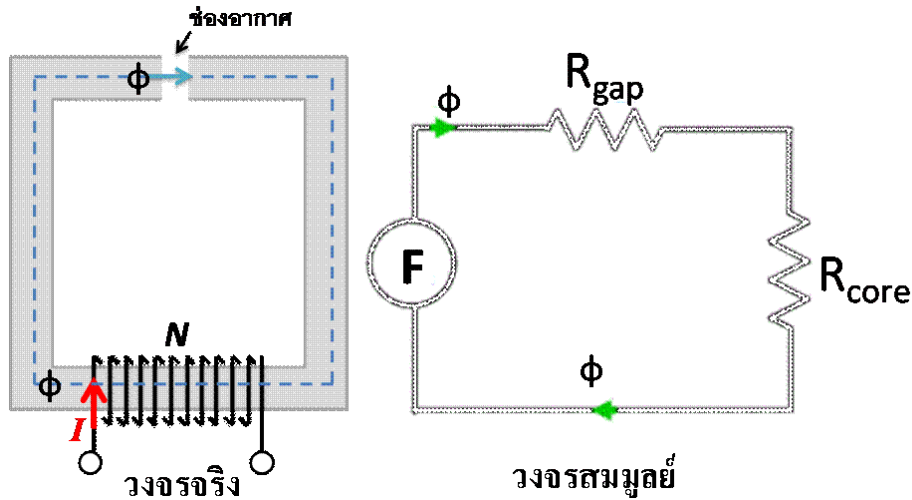 ช่องอากาศ
ϕ
R_gap
ϕ
F
R_core
N
ϕ
ϕ
I
วงจรจริง
วงจรสมมูลย์